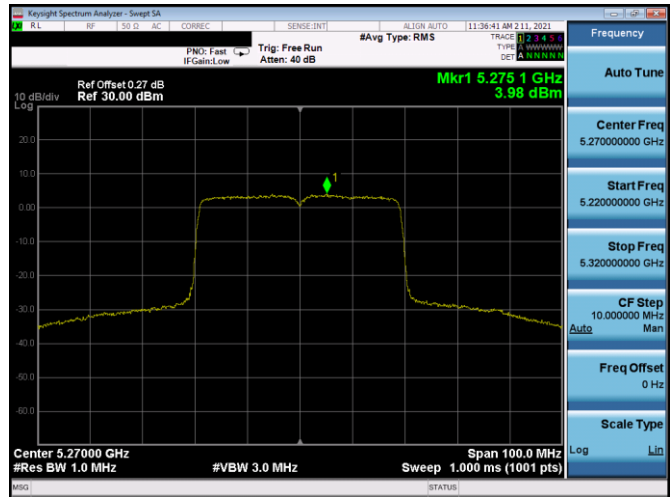 Keysight Spectrum Analyzer - Swept SA
RL RF 50 Ω AC CORREC SENSE:INT ALIGN AUTO 11:36:41 AM 2 11, 2021
PNO: Fast
IFGain:Low
Trig: Free Run
Atten: 40 dB
#Avg Type: RMS
TRACE 1 2 3 4 5 6
TYPE A WWWWW
DET A N N N N N
Ref Offset 0.27 dB
Ref 30.00 dBm
Mkr1 5.275 1 GHz
3.98 dBm
10 dB/div
Log
20.0
10.0
0.00
-10.0
-20.0
-30.0
-40.0
-50.0
-60.0
1
Center 5.27000 GHz
#Res BW 1.0 MHz
#VBW 3.0 MHz
Span 100.0 MHz
Sweep 1.000 ms (1001 pts)
MSG
STATUS
Frequency
Auto Tune
Center Freq
5.270000000 GHz
Start Freq
5.220000000 GHz
Stop Freq
5.320000000 GHz
CF Step
10.000000 MHz
Auto Man
Freq Offset
0 Hz
Scale Type
Log Lin